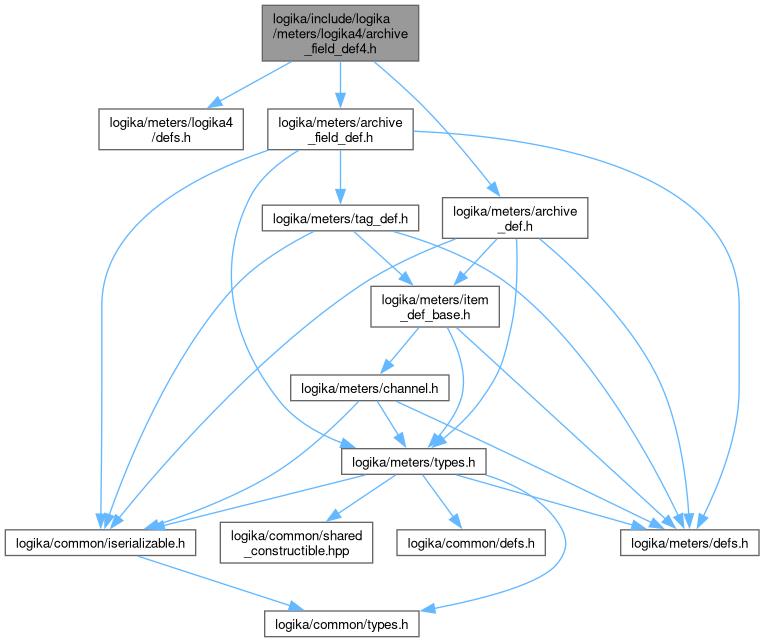 logika/include/logika
/meters/logika4/archive
_field_def4.h
logika/meters/logika4
/defs.h
logika/meters/archive
_field_def.h
logika/meters/tag_def.h
logika/meters/archive
_def.h
logika/meters/item
_def_base.h
logika/meters/channel.h
logika/meters/types.h
logika/common/iserializable.h
logika/common/shared
_constructible.hpp
logika/common/defs.h
logika/meters/defs.h
logika/common/types.h